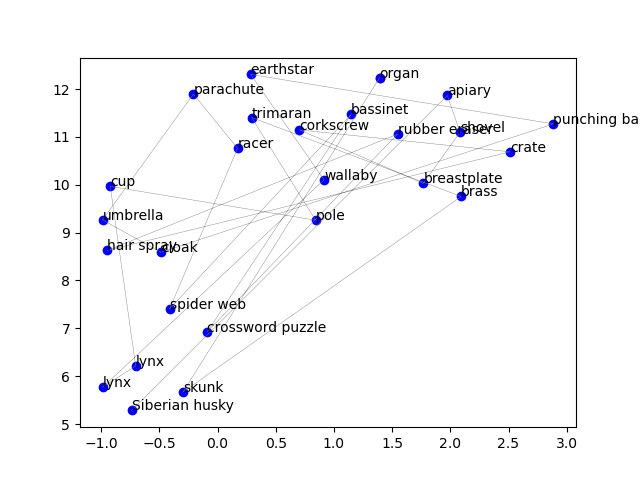 earthstar
organ
parachute
apiary
trimaran
bassinet
corkscrew
rubber eraser
shovel
punching ba
racer
crate
cup
wallaby
breastplate
brass
umbrella
pole
hair spray
cloak
spider web
crossword puzzle
lynx
lynx
skunk
Siberian husky
12
11
10
9
8
7
6
5
−1.0 −0.5 0.0 0.5 1.0 1.5 2.0 2.5 3.0